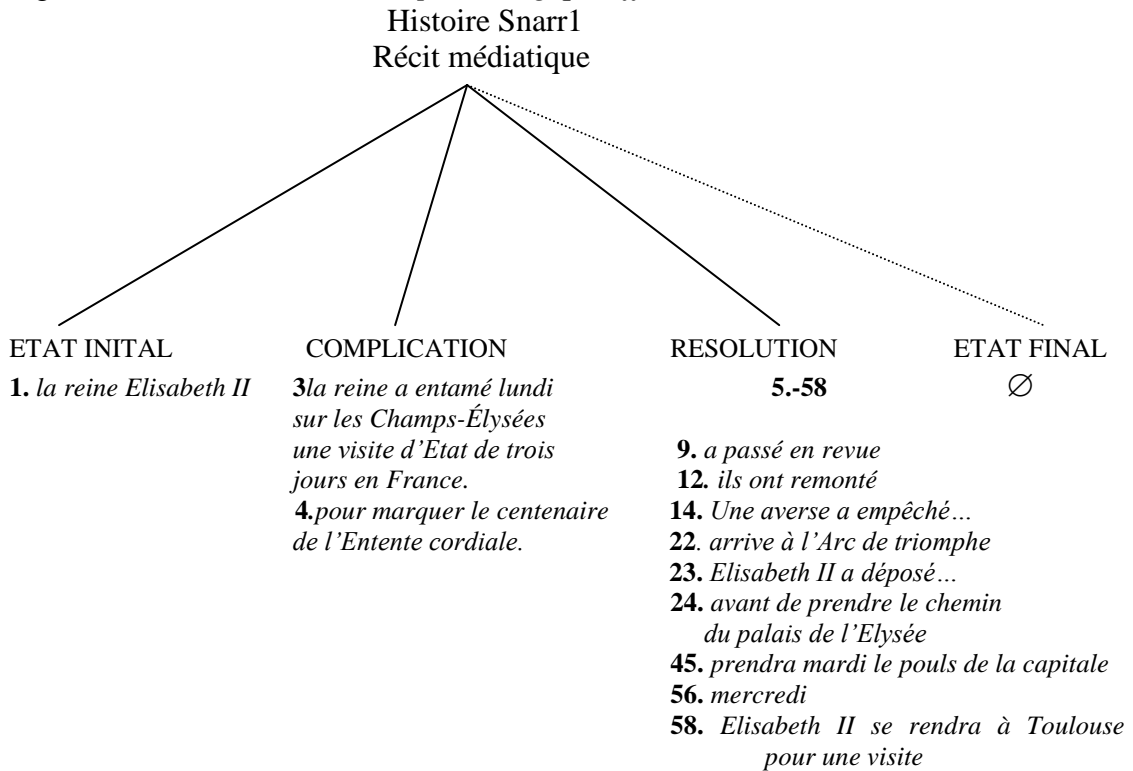 Histoire Snarr1
Récit médiatique
ETAT INITAL
1. la reine Elisabeth II
COMPLICATION
3la reine a entamé lundi
sur les Champs-Élysées
une visite d’Etat de trois
jours en France.
4.pour marquer le centenaire
de l’Entente cordiale.
RESOLUTION
5.-58
9. a passé en revue
12. ils ont remonté
14. Une averse a empêché…
22. arrive à l’Arc de triomphe
23. Elisabeth II a déposé…
24. avant de prendre le chemin
du palais de l’Elysée
45. prendra mardi le pouls de la capitale
56. mercredi
58. Elisabeth II se rendra à Toulouse
pour une visite
ETAT FINAL
∅